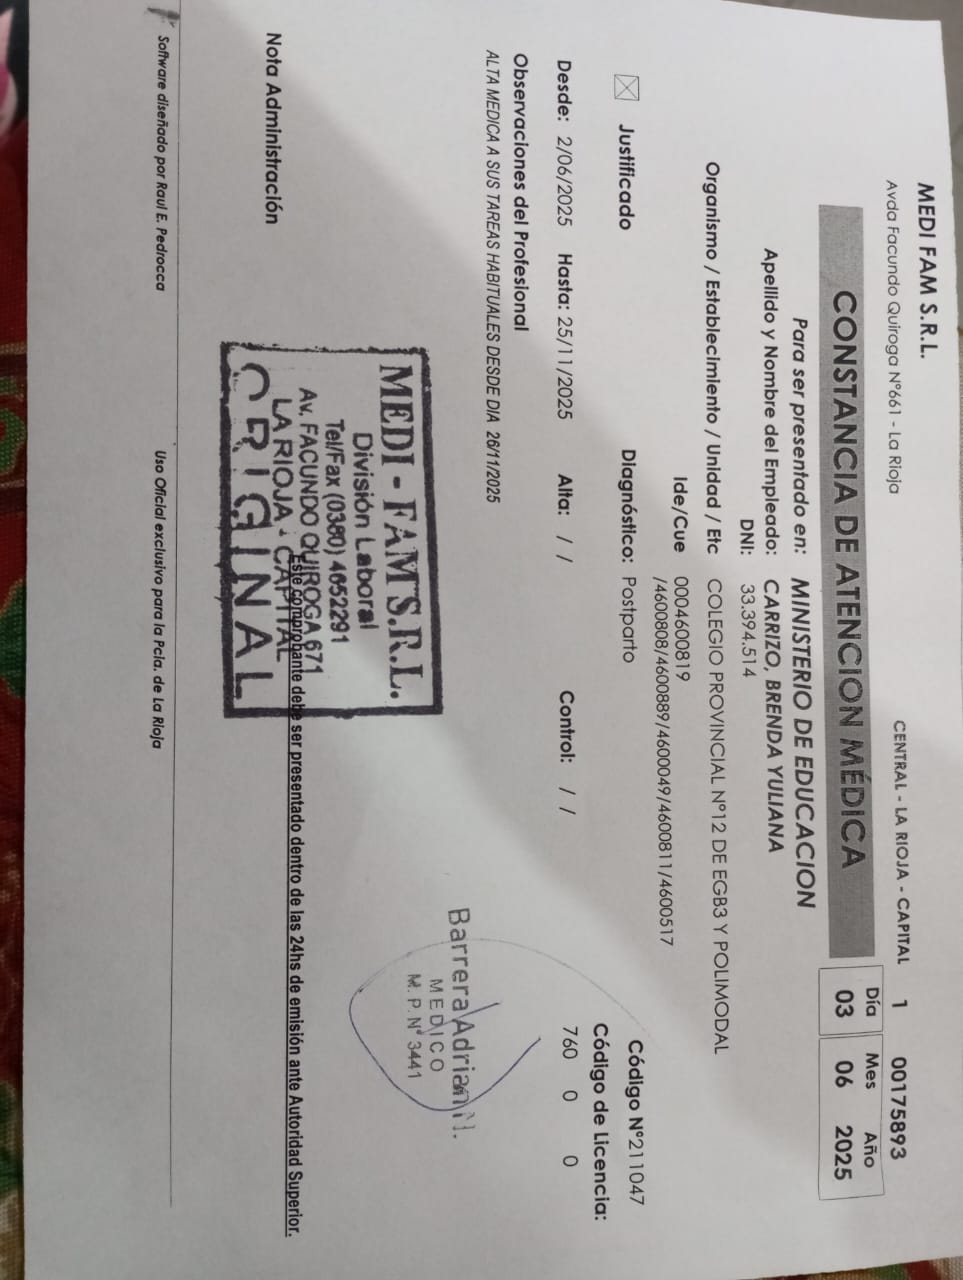 MEDI FAM S.R.L.
Avda Facundo Quiroga N°661 - La Rioja
CENTRAL - LA RIOJA - CAPITAL 1 00175893
CONSTANCIA DE ATENCION MÉDICA
Día Mes Año
03 06 2025
Para ser presentado en: MINISTERIO DE EDUCACION
Apellido y Nombre del Empleado: CARRIZO, BRENDA YULIANA
DNI: 33.394.514
Organismo / Establecimiento / Unidad / Etc COLEGIO PROVINCIAL N°12 DE EGB3 Y POLIMODAL
Ide/Cue 0004600819
/4600808/4600889/4600049/4600811/4600517
Código N°211047
Justificado Diagnóstico: Postparto
Código de Licencia:
760 0 0
Desde: 2/06/2025 Hasta: 25/11/2025 Alta: / / Control: / /
Observaciones del Profesional
ALTA MEDICA A SUS TAREAS HABITUALES DESDE DIA 26/11/2025
Barrera Adrian N.
MEDICO
M. P. N° 3441
MEDI - FAM S.R.L.
División Laboral
Tel/Fax (0380) 4652291
Av. FACUNDO QUIROGA 671
LA RIOJA - CAPITAL
ORIGINAL
Este comprobante debe ser presentado dentro de las 24hs de emisión ante Autoridad Superior.
Nota Administración
Software diseñado por Raul E. Pedrocca
Uso Oficial exclusivo para la Pcia. de La Rioja